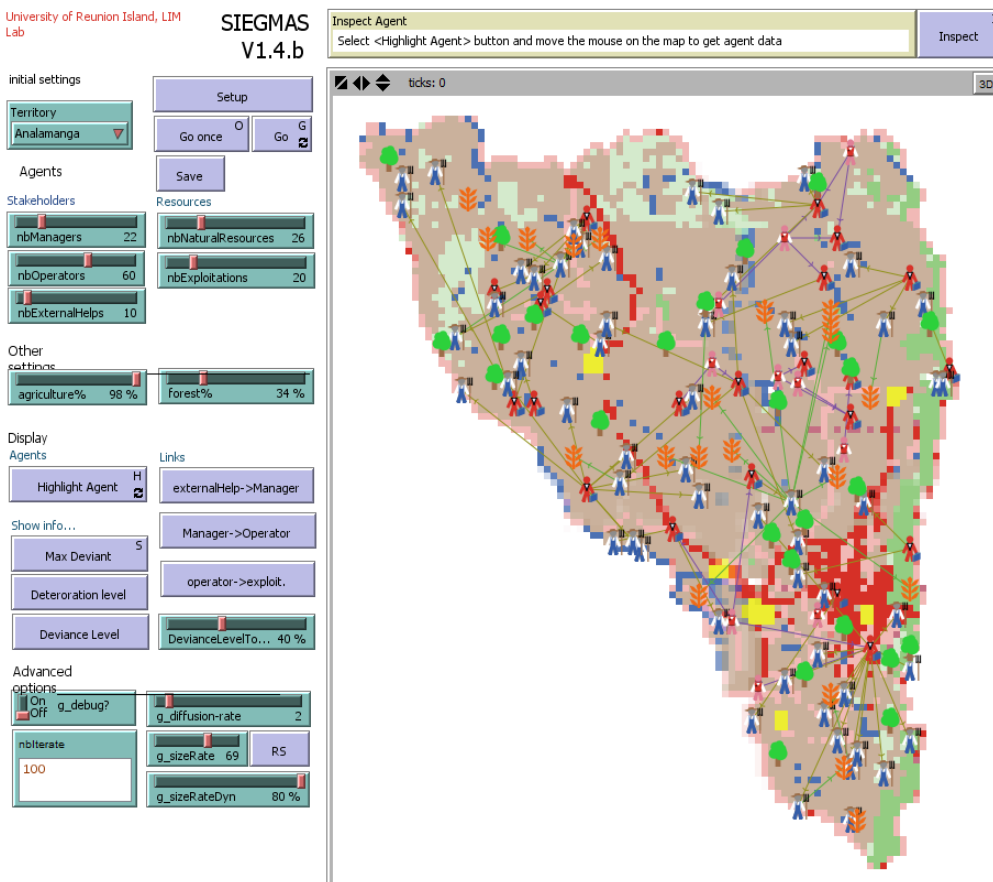 University of Reunion Island, LIM
Lab
SIEGMAS
V1.4.b
Inspect Agent
Select <Highlight Agent> button and move the mouse on the map to get agent data
Inspect
initial settings
Territory
Analamanga
Setup
Go once
O
Go
G
Save
ticks: 0
3D
Agents
Stakeholders
Resources
nbManagers 22
nbNaturalResources 26
nbOperators 60
nbExploitations 20
nbExternalHelps 10
Other
settings
agriculture% 98 %
forest% 34 %
Display
Agents
Links
Highlight Agent
H
externalHelp->Manager
Show info...
Manager->Operator
Max Deviant
S
operator->exploit.
Deteroration level
Deviance Level
DevianceLevelTo... 40 %
Advanced
options
On
Off
g_debug?
g_diffusion-rate 2
nbIterate
100
g_sizeRate 69
RS
g_sizeRateDyn 80 %